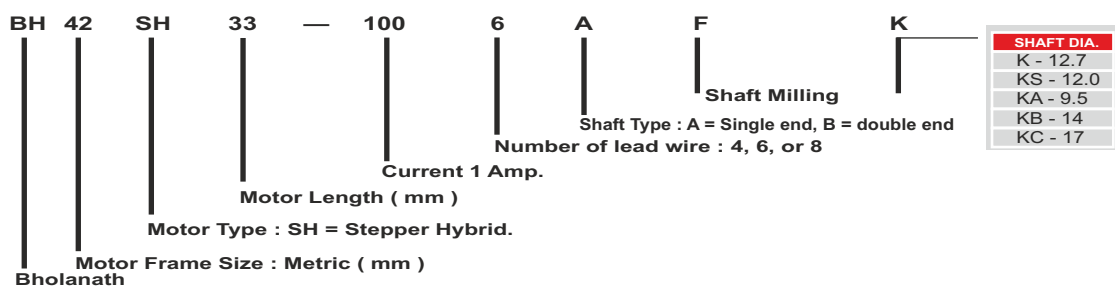 BH 42 SH 33 — 100 6 A F K
SHAFT DIA.
K - 12.7
KS - 12.0
KA - 9.5
KB - 14
KC - 17
Shaft Milling
Shaft Type : A = Single end, B = double end
Number of lead wire : 4, 6, or 8
Current 1 Amp.
Motor Length ( mm )
Motor Type : SH = Stepper Hybrid.
Motor Frame Size : Metric ( mm )
Bholanath